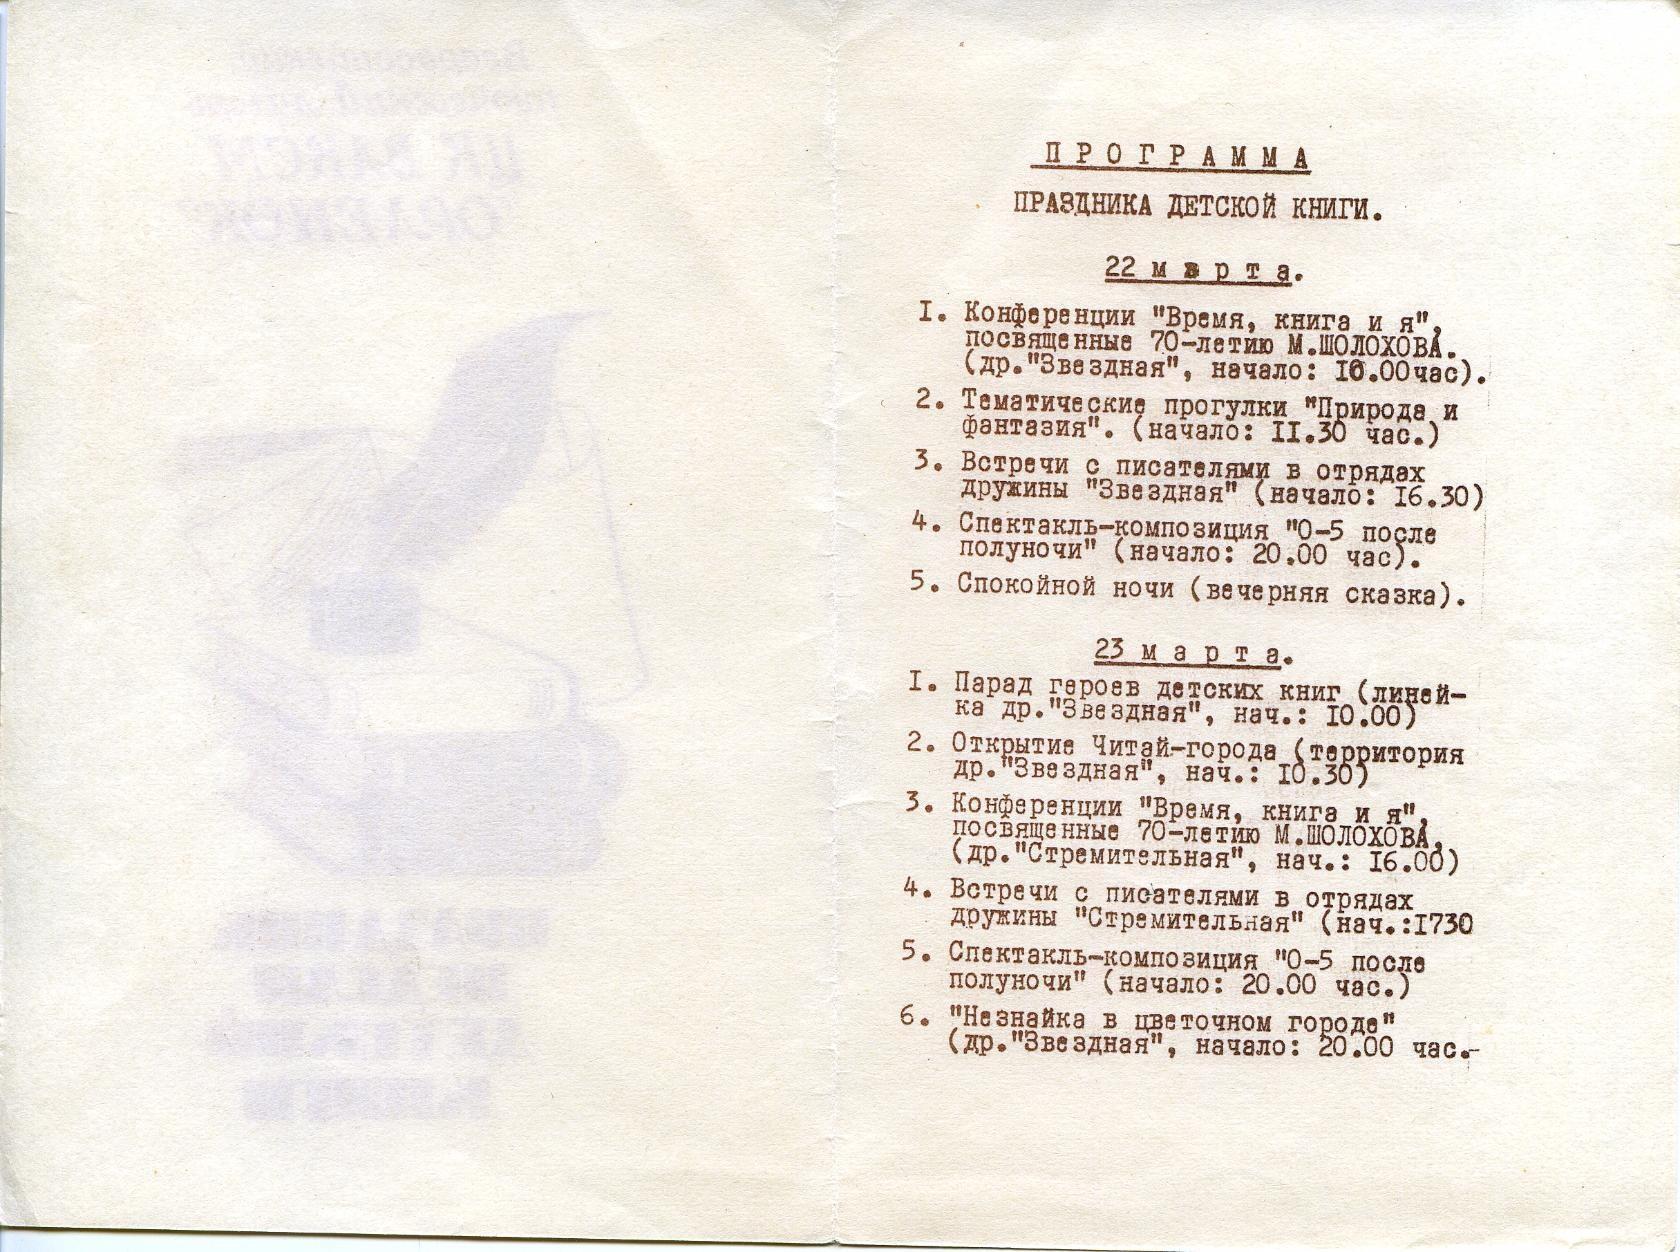 П Р О Г Р А М М А
ПРАЗДНИКА ДЕТСКОЙ КНИГИ.
22 м а р т а.
I. Конференции "Время, книга и я",
посвященные 70-летию М.ШОЛОХОВА.
(др."Звездная", начало: I0.00час).
2. Тематические прогулки "Природа и
фантазия". (начало: II.30 час.)
3. Встречи с писателями в отрядах
дружины "Звездная" (начало: I6.30)
4. Спектакль-композиция "0-5 после
полуночи" (начало: 20.00 час).
5. Спокойной ночи (вечерняя сказка).
23 м а р т а.
I. Парад героев детских книг (линей-
ка др."Звездная", нач.: I0.00)
2. Открытие Читай-города (территория
др."Звездная", нач.: I0.30)
3. Конференции "Время, книга и я",
посвященные 70-летию М.ШОЛОХОВА,
(др."Стремительная", нач.: I6.00)
4. Встречи с писателями в отрядах
дружины "Стремительная" (нач.:I730
5. Спектакль-композиция "0-5 после
полуночи" (начало: 20.00 час.)
6. "Незнайка в цветочном городе"
(др."Звездная", начало: 20.00 час.-